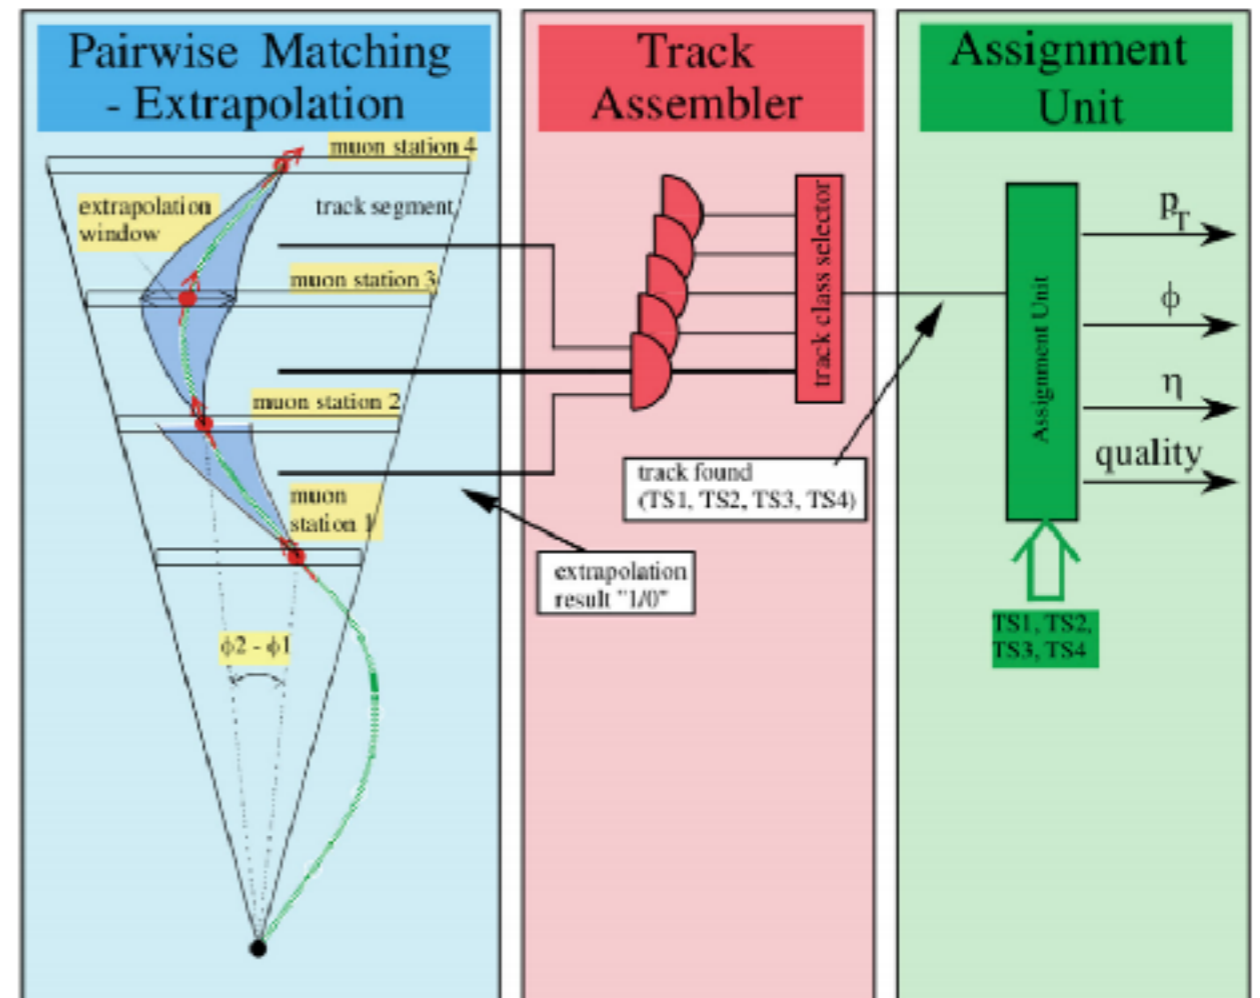 Pairwise Matching
- Extrapolation
muon station 4
extrapolation
window
track segment
muon station 3
muon station 2
muon
station 1
ϕ2 - ϕ1
Track
Assembler
track class selector
track found
(TS1, TS2, TS3, TS4)
extrapolation
result "1/0"
Assignment
Unit
Assignment Unit
pT
ϕ
η
quality
TS1, TS2,
TS3, TS4